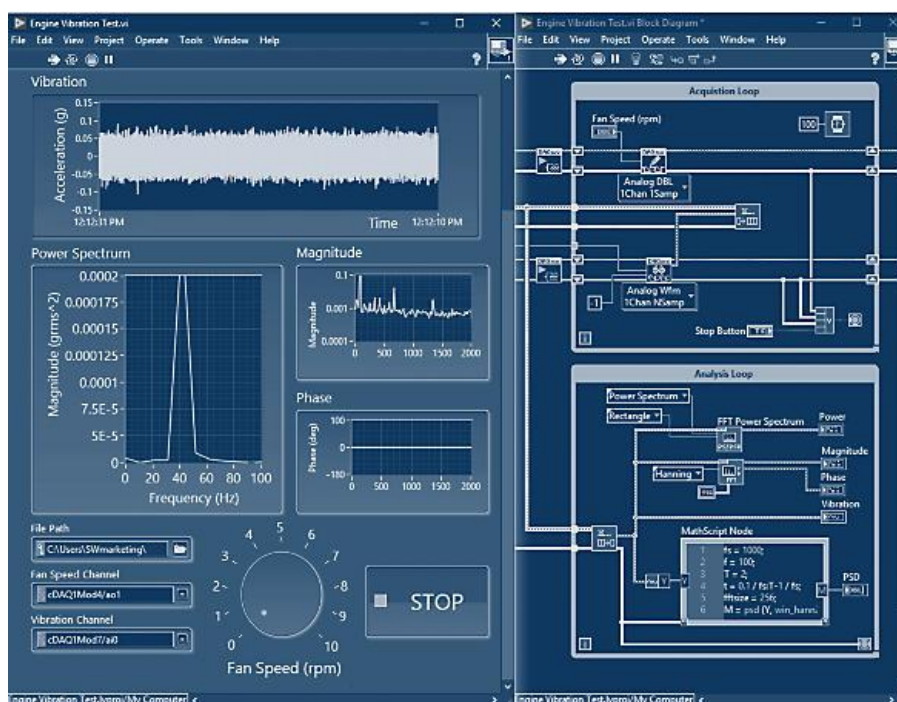 Engine Vibration Test.vi
File Edit View Project Operate Tools Window Help
Vibration
Acceleration (g)
0.15
0.1
0.05
0
-0.05
-0.1
-0.15
12:12:31 PM
Time
12:12:10 PM
Power Spectrum
Magnitude (grms^2)
0.0002
0.000175
0.00015
0.000125
0.0001
7.5E-5
5E-5
0
0 20 40 60 80 100
Frequency (Hz)
Magnitude
Magnitude
0.1
0.001
0.0001
0 500 1000 1500 2000
Phase
Phase (deg)
100
0
-180
0 500 1000 1500 2000
File Path
C:\Users\SWmarketing\
Fan Speed Channel
cDAQ1Mod4/ao1
Vibration Channel
cDAQ1Mod7/ai0
0 1 2 3 4 5 6 7 8 9 10
Fan Speed (rpm)
STOP
Engine Vibration Test.lvproj/My Computer
Engine Vibration Test.vi Block Diagram *
File Edit View Project Operate Tools Window Help
Acquistion Loop
Fan Speed (rpm)
100
Analog DBL
1Chan 1Samp
Analog Wfm
1Chan NSamp
-1
Stop Button
i
Analysis Loop
Power Spectrum
Rectangle
FFT Power Spectrum
Power
Magnitude
Hanning
Phase
Vibration
MathScript Node
1 fs = 1000;
2 f = 100;
3 T = 2;
4 t = 0.1 / fs:T-1 / fs;
5 fftsize = 256;
6 M = psd (Y, win_hann
Y
Y
M
PSD
i
Engine Vibration Test.lvproj/My Computer